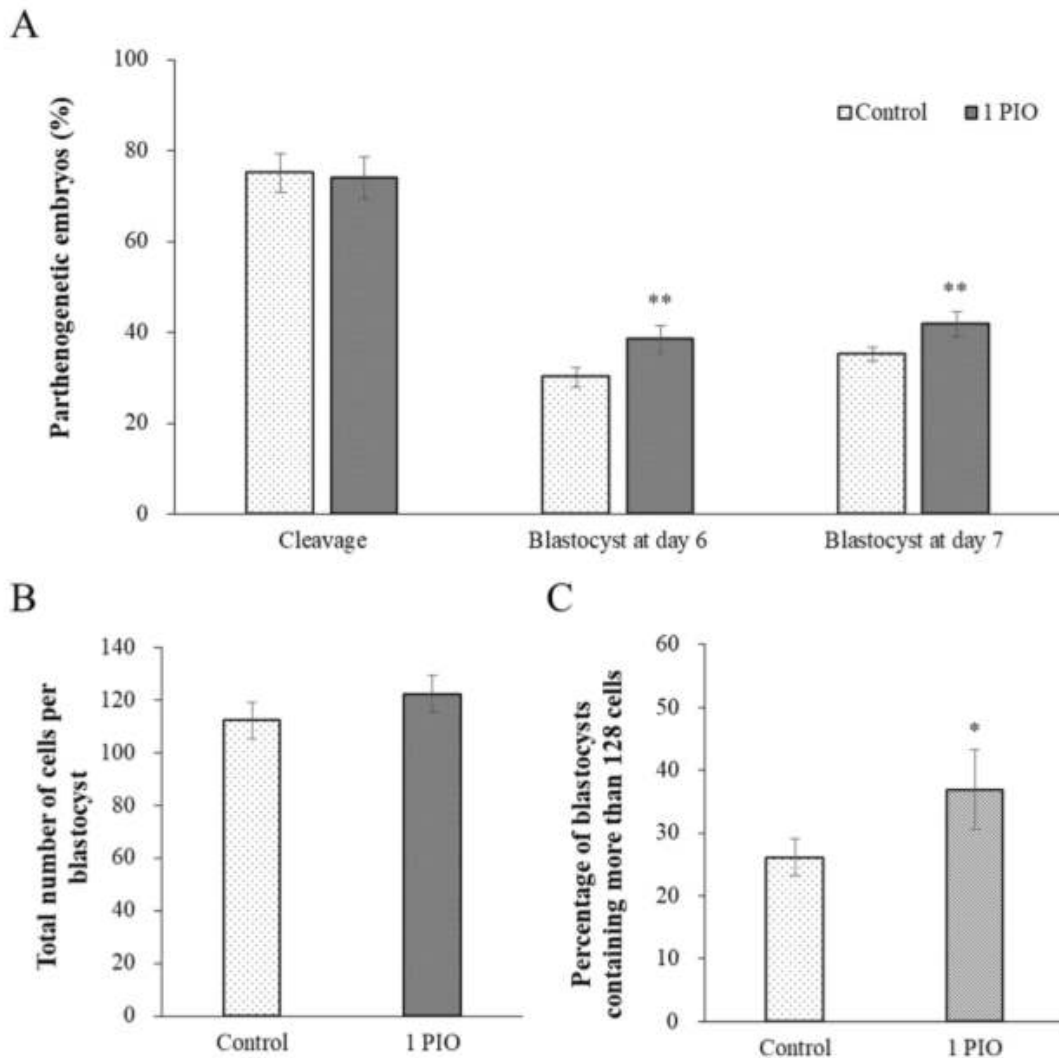 A
Parthenogenetic embryos (%)
100
80
60
40
20
0
Control
1 PIO
**
**
Cleavage
Blastocyst at day 6
Blastocyst at day 7
B
Total number of cells per
blastocyst
140
120
100
80
60
40
20
0
Control
1 PIO
C
Percentage of blastocysts
containing more than 128 cells
60
50
40
30
20
10
0
*
Control
1 PIO